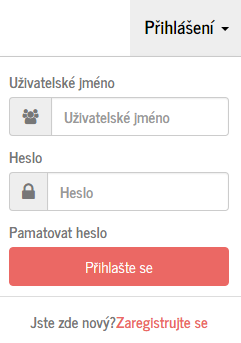 Přihlášení
Uživatelské jméno
Uživatelské jméno
Heslo
Heslo
Pamatovat heslo
Přihlašte se
Jste zde nový?Zaregistrujte se